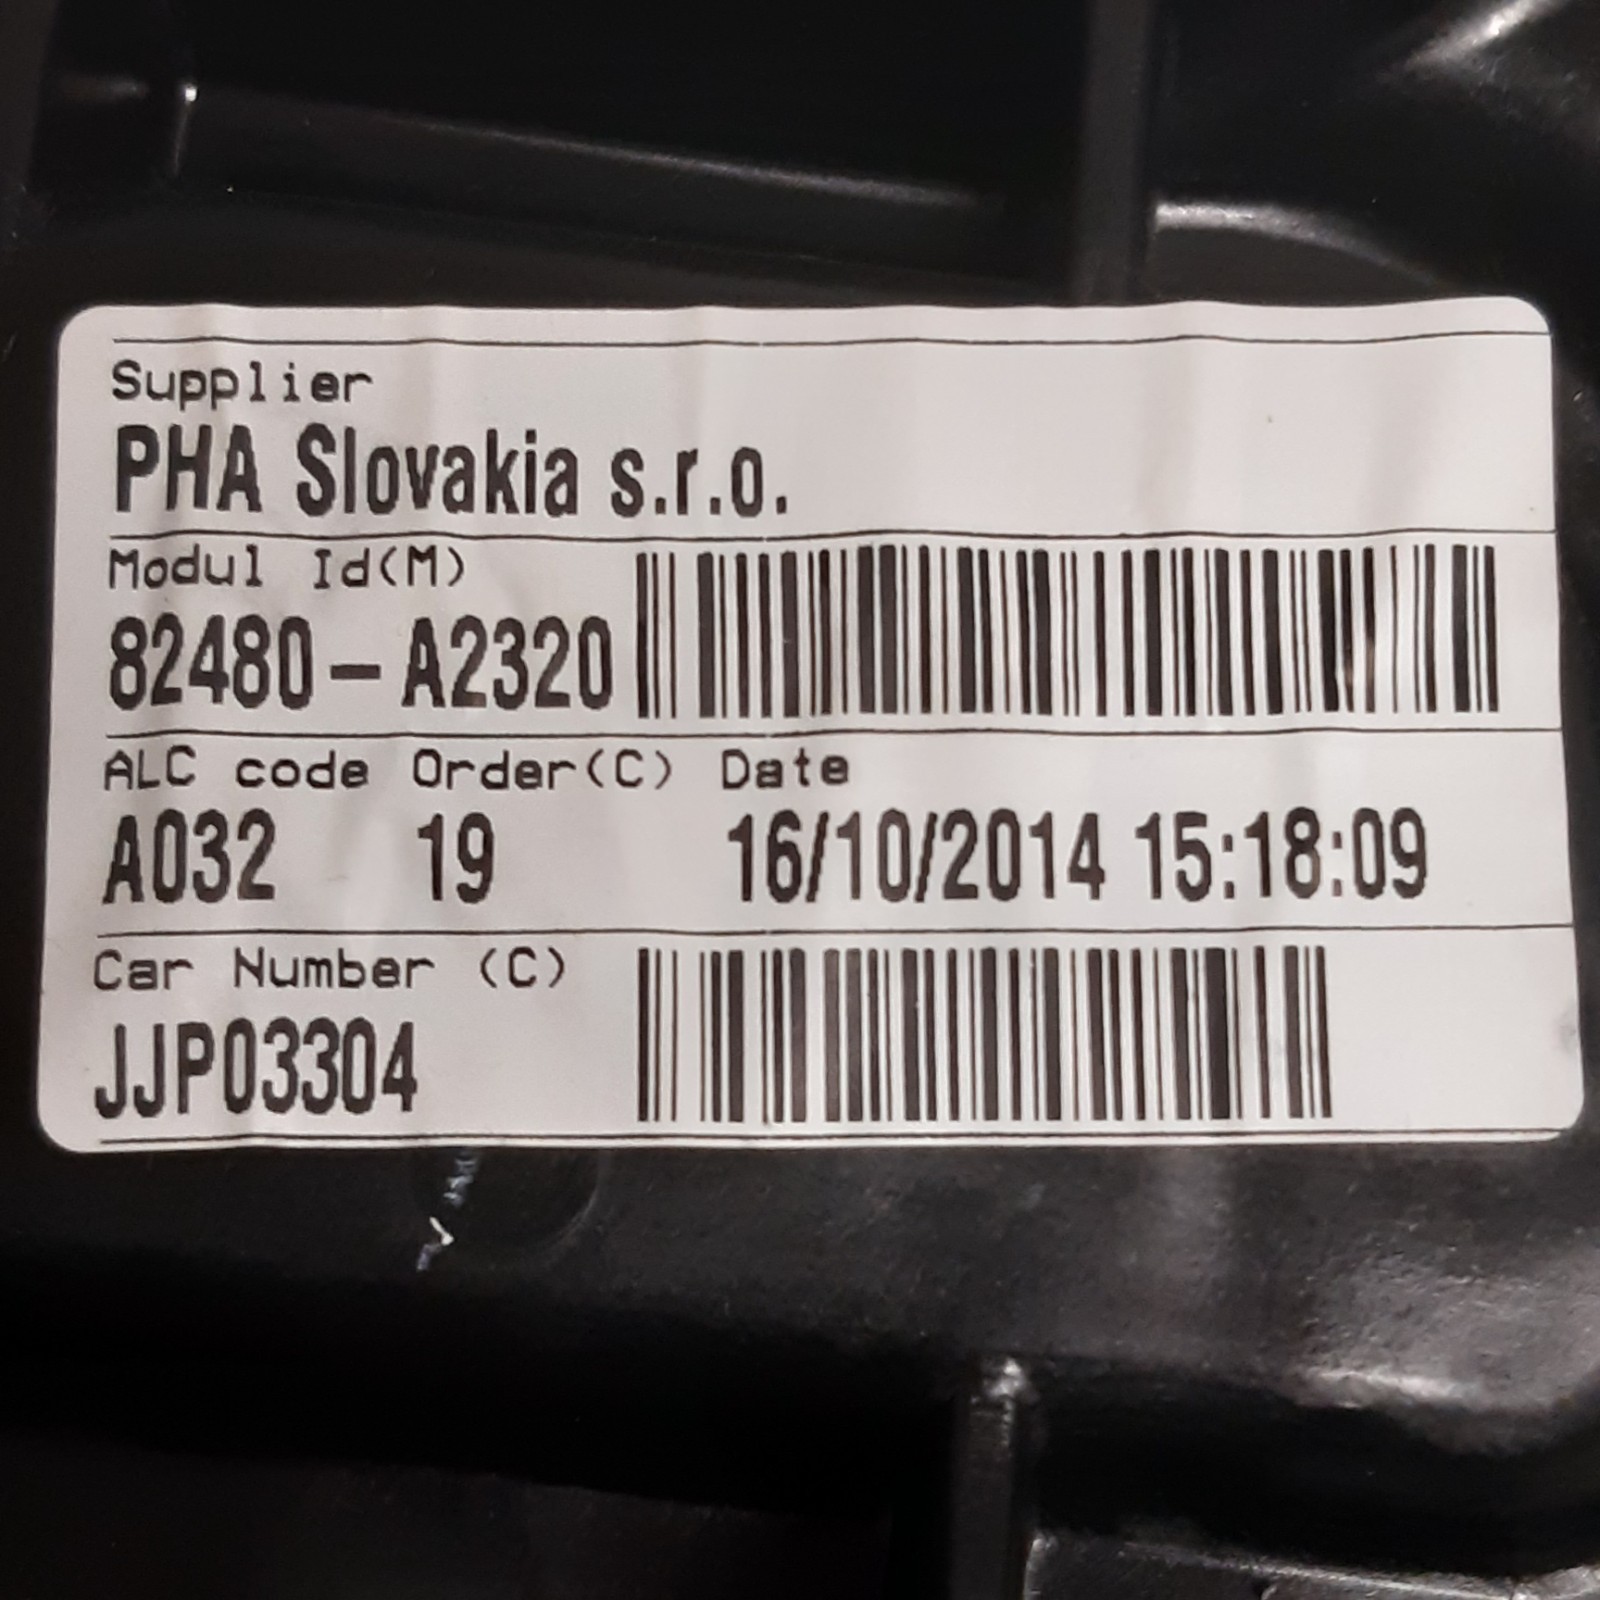 Supplier
PHA Slovakia s.r.o.
Modul Id(M)
82480-A2320
ALC code Order(C) Date
A032 19 16/10/2014 15:18:09
Car Number (C)
JJP03304